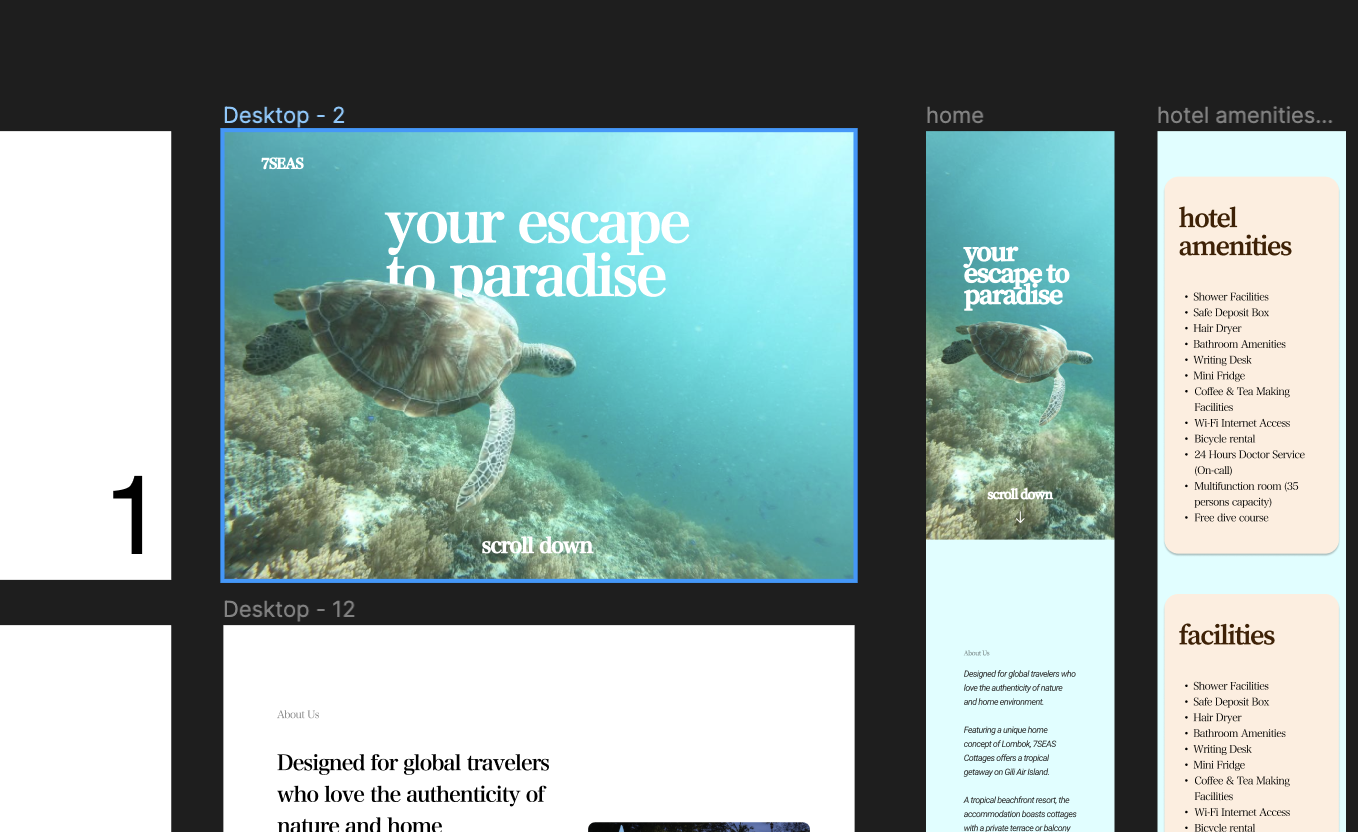 Desktop - 2
home
hotel amenities...
1
7SEAS
your escape
to paradise
scroll down
Desktop - 12
About Us
Designed for global travelers
who love the authenticity of
nature and home
your
escape to
paradise
scroll down
↓
About Us
Designed for global travelers who
love the authenticity of nature
and home environment.
Featuring a unique home
concept of Lombok, 7SEAS
Cottages offers a tropical
getaway on Gili Air Island.
A tropical beachfront resort, the
accommodation boasts cottages
with a private terrace or balcony
hotel
amenities
• Shower Facilities
• Safe Deposit Box
• Hair Dryer
• Bathroom Amenities
• Writing Desk
• Mini Fridge
• Coffee & Tea Making
Facilities
• Wi-Fi Internet Access
• Bicycle rental
• 24 Hours Doctor Service
(On-call)
• Multifunction room (35
persons capacity)
• Free dive course
facilities
• Shower Facilities
• Safe Deposit Box
• Hair Dryer
• Bathroom Amenities
• Writing Desk
• Mini Fridge
• Coffee & Tea Making
Facilities
• Wi-Fi Internet Access
• Bicycle rental